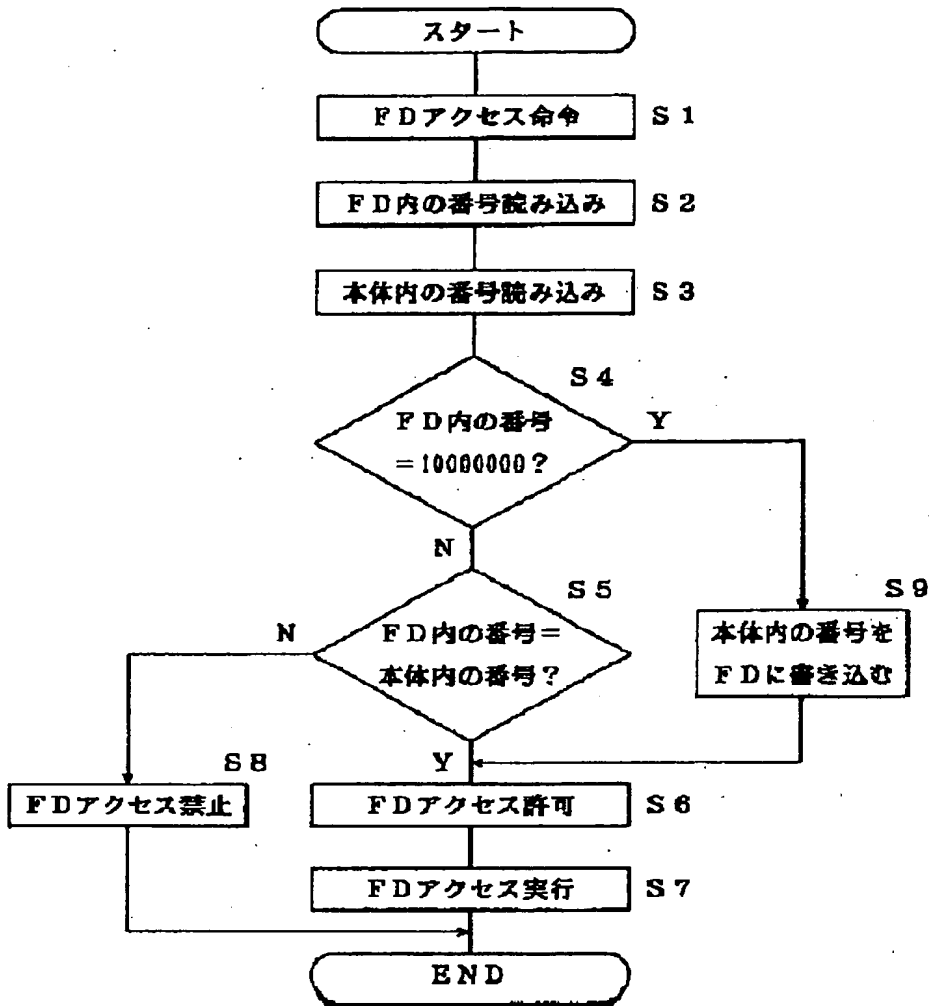 スタート
FDアクセス命令 S1
FD内の番号読み込み S2
本体内の番号読み込み S3
S4
FD内の番号
=10000000?
Y
N
S5
FD内の番号=
本体内の番号?
N
Y
S9
本体内の番号を
FDに書き込む
S8
FDアクセス禁止
FDアクセス許可 S6
FDアクセス実行 S7
END